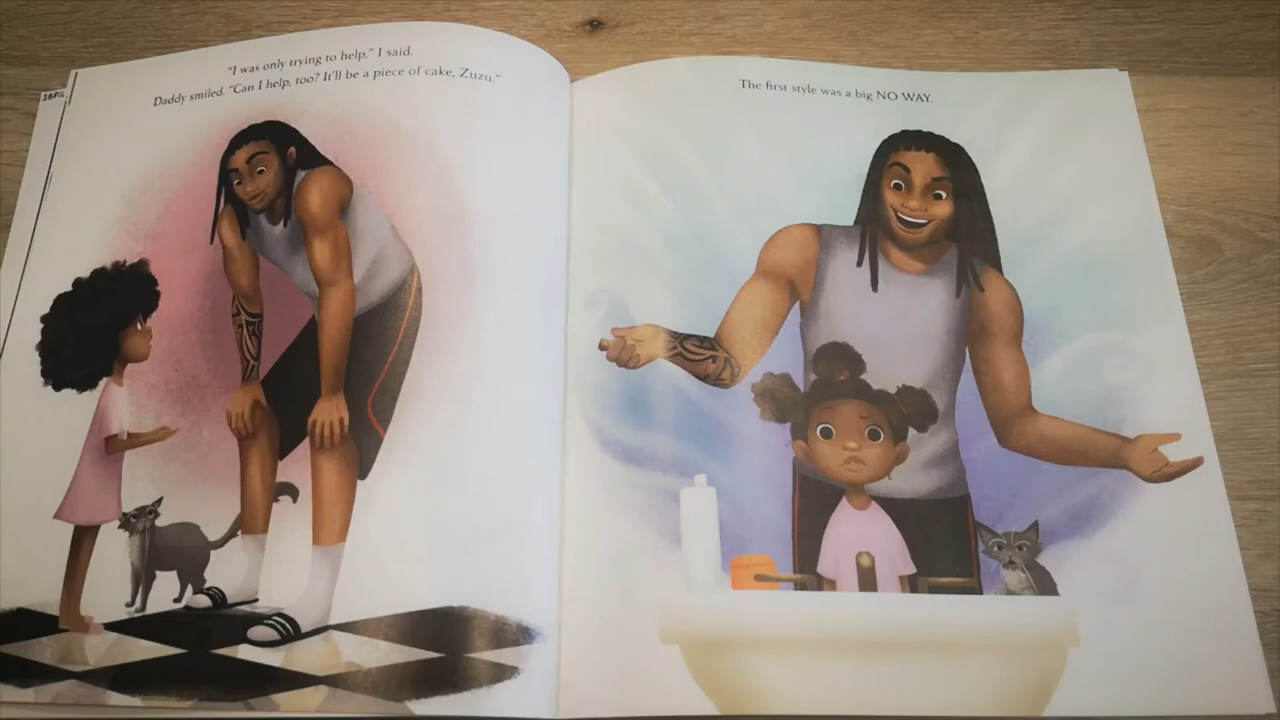 "I was only trying to help," I said.
Daddy smiled. "Can I help, too? It'll be a piece of cake, Zuzu."
The first style was a big NO WAY.